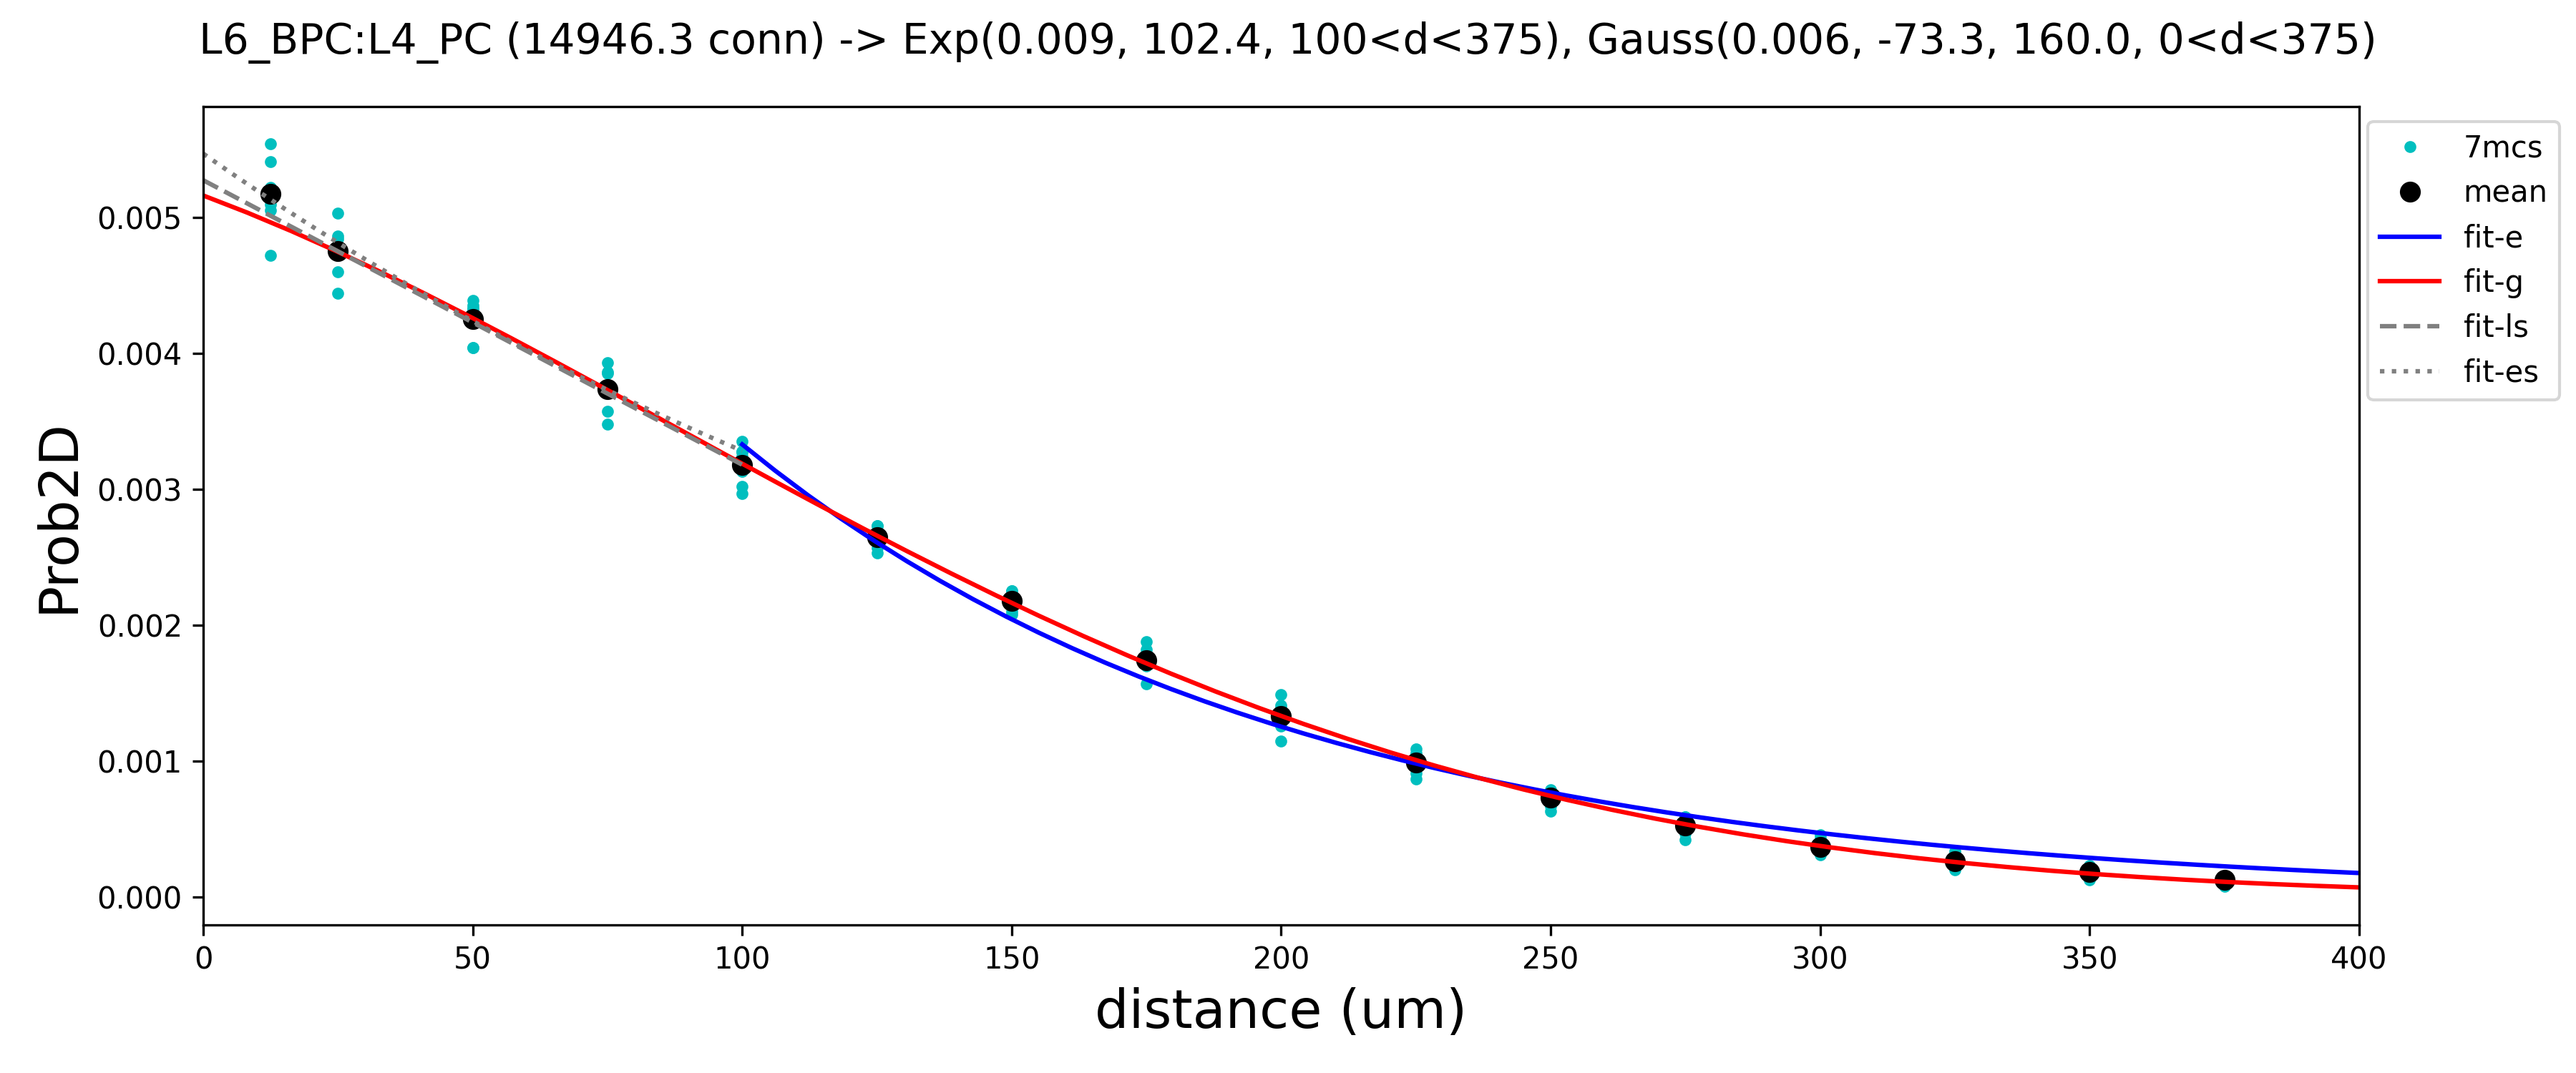 L6_BPC:L4_PC (14946.3 conn) -> Exp(0.009, 102.4, 100<d<375), Gauss(0.006, -73.3, 160.0, 0<d<375)
7mcs
mean
fit-e
fit-g
fit-ls
fit-es
Prob2D
0.005
0.004
0.003
0.002
0.001
0.000
0 50 100 150 200 250 300 350 400
distance (um)